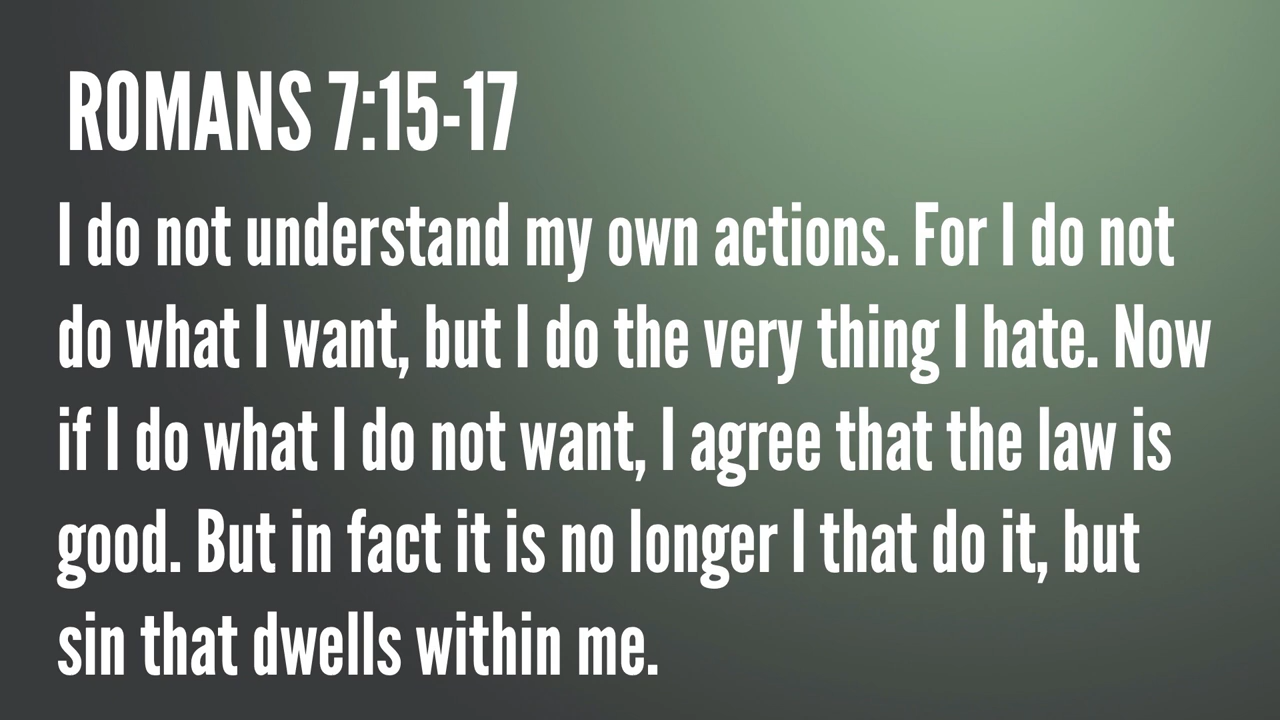 ROMANS 7:15-17
I do not understand my own actions. For I do not
do what I want, but I do the very thing I hate. Now
if I do what I do not want, I agree that the law is
good. But in fact it is no longer I that do it, but
sin that dwells within me.